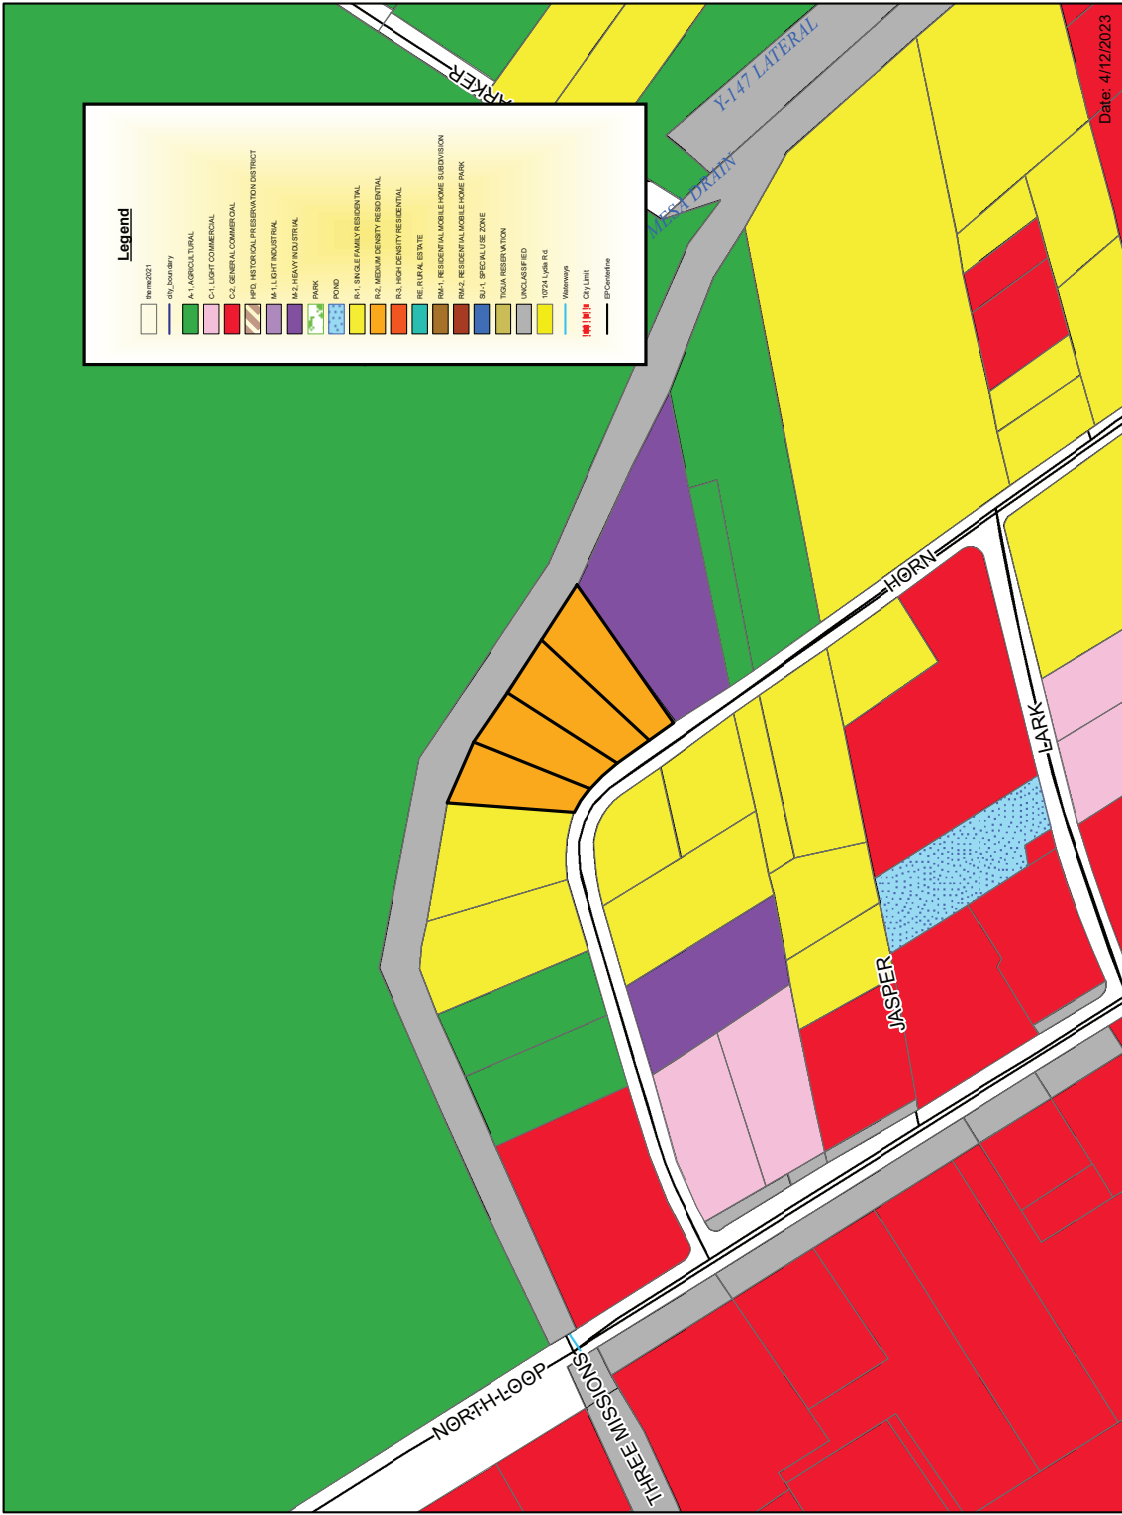 Legend
theme2021
city_boundary
A-1, AGRICULTURAL
C-1, LIGHT COMMERCIAL
C-2, GENERAL COMMERCIAL
HPD, HISTORICAL PRESERVATION DISTRICT
M-1, LIGHT INDUSTRIAL
M-2, HEAVY INDUSTRIAL
PARK
POND
R-1, SINGLE FAMILY RESIDENTIAL
R-2, MEDIUM DENSITY RESIDENTIAL
R-3, HIGH DENSITY RESIDENTIAL
RE, RURAL ESTATE
RM-1, RESIDENTIAL MOBILE HOME SUBDIVISION
RM-2, RESIDENTIAL MOBILE HOME PARK
SU-1, SPECIAL USE ZONE
TIGUA RESERVATION
UNCLASSIFIED
10724 Lydia Rd
Waterways
City Limit
EPCenterline
ARKER
Y-147 LATERAL
MESA DRAIN
HORN
LARK
JASPER
NORTH LOOP
THREE MISSIONS
Date: 4/12/2023